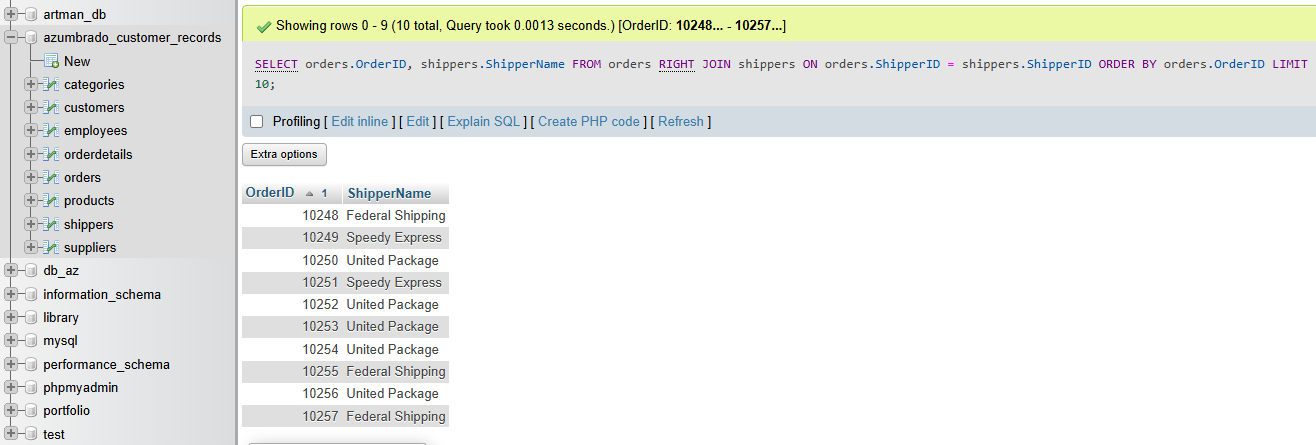 artman_db
azumbrado_customer_records
New
categories
customers
employees
orderdetails
orders
products
shippers
suppliers
db_az
information_schema
library
mysql
performance_schema
phpmyadmin
portfolio
test
Showing rows 0 - 9 (10 total, Query took 0.0013 seconds.) [OrderID: 10248... - 10257...]
SELECT orders.OrderID, shippers.ShipperName FROM orders RIGHT JOIN shippers ON orders.ShipperID = shippers.ShipperID ORDER BY orders.OrderID LIMIT
10;
Profiling [ Edit inline ] [ Edit ] [ Explain SQL ] [ Create PHP code ] [ Refresh ]
Extra options
OrderID 1 ShipperName
10248 Federal Shipping
10249 Speedy Express
10250 United Package
10251 Speedy Express
10252 United Package
10253 United Package
10254 United Package
10255 Federal Shipping
10256 United Package
10257 Federal Shipping